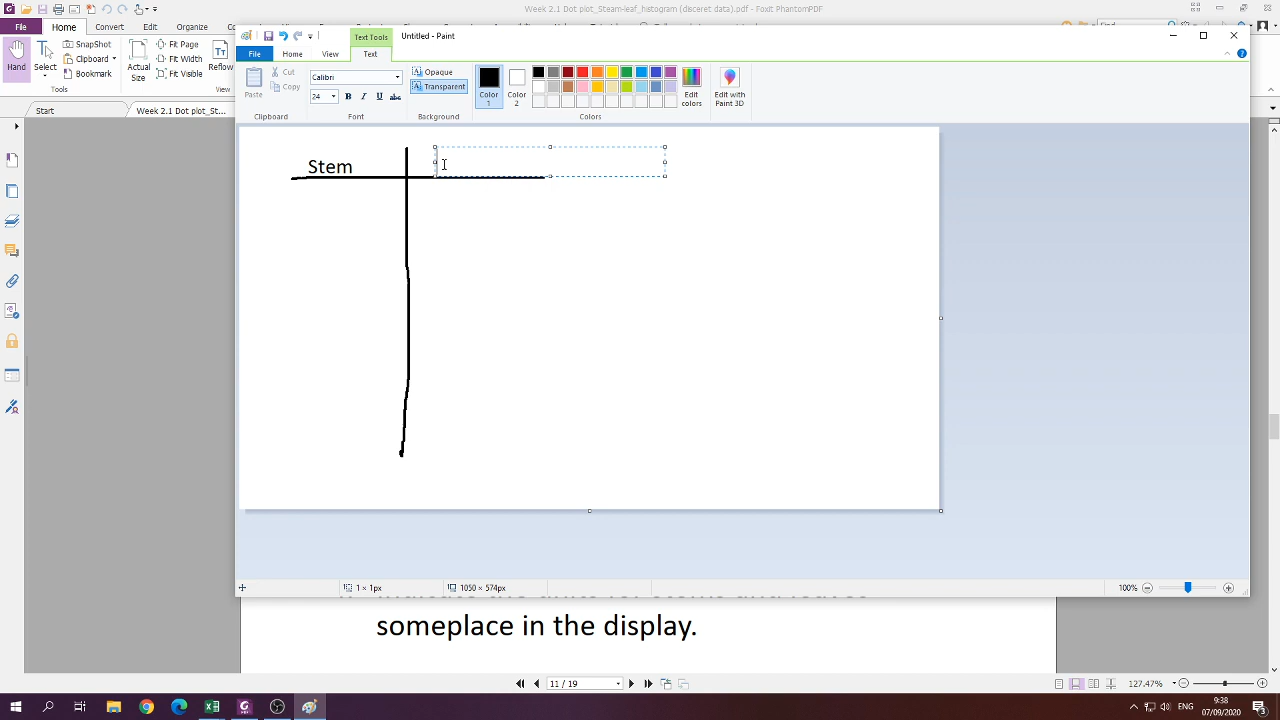 Week 2.1 Dot plot_Steam-leaf_histogram (disceret data).pdf - Foxit PhantomPDF
File Home Convert Edit Organize
Hand
Select
SnapShot
Clipboard
Bookmark
Tools
Actual Size
Fit Page
Fit Width
Fit Visible
Reflow
View
Start
Week 2.1 Dot plot_St...
Text Tools
Untitled - Paint
File Home View Text
Paste
Cut
Copy
Clipboard
Calibri
24
B I U abc
Font
Opaque
Transparent
Background
Color 1
Color 2
Edit colors
Colors
Edit with Paint 3D
Stem
1 × 1px
1050 × 574px
100%
someplace in the display.
11 / 19
127.47%
ENG
9:38
07/09/2020